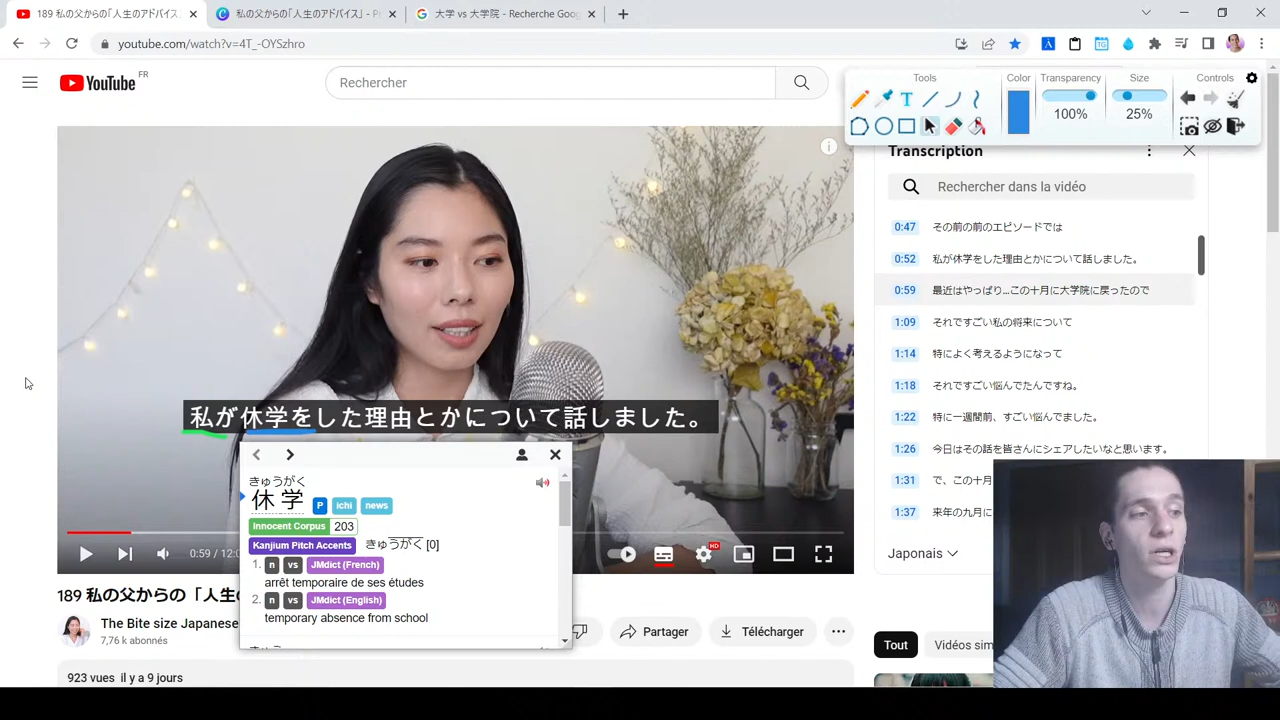 189 私の父からの「人生のアドバイス」
私の父からの「人生のアドバイス」 - P
大学 vs 大学院 - Recherche Goog
youtube.com/watch?v=4T_-OYSzhro
YouTube
FR
Rechercher
Tools
Color
Transparency
Size
Controls
100%
25%
Transcription
Rechercher dans la vidéo
0:47 その前の前のエピソードでは
0:52 私が休学をした理由とかについて話しました。
0:59 最近はやっぱり...この十月に大学院に戻ったので
1:09 それですごい私の将来について
1:14 特によく考えるようになって
1:18 それですごい悩んでたんですね。
1:22 特に一週間前、すごい悩んでました。
1:26 今日はその話を皆さんにシェアしたいなと思います。
1:31 で、この十月
1:37 来年の九月に
Japonais
私が休学をした理由とかについて話しました。
きゅうがく
休学 P ichi news
Innocent Corpus 203
Kanjium Pitch Accents きゅうがく [0]
1. n vs JMdict (French)
arrêt temporaire de ses études
2. n vs JMdict (English)
temporary absence from school
0:59 / 12:0
HD
189 私の父からの「人生の
The Bite size Japanese
7,76 k abonnés
Partager
Télécharger
Tout
Vidéos sim
923 vues il y a 9 jours